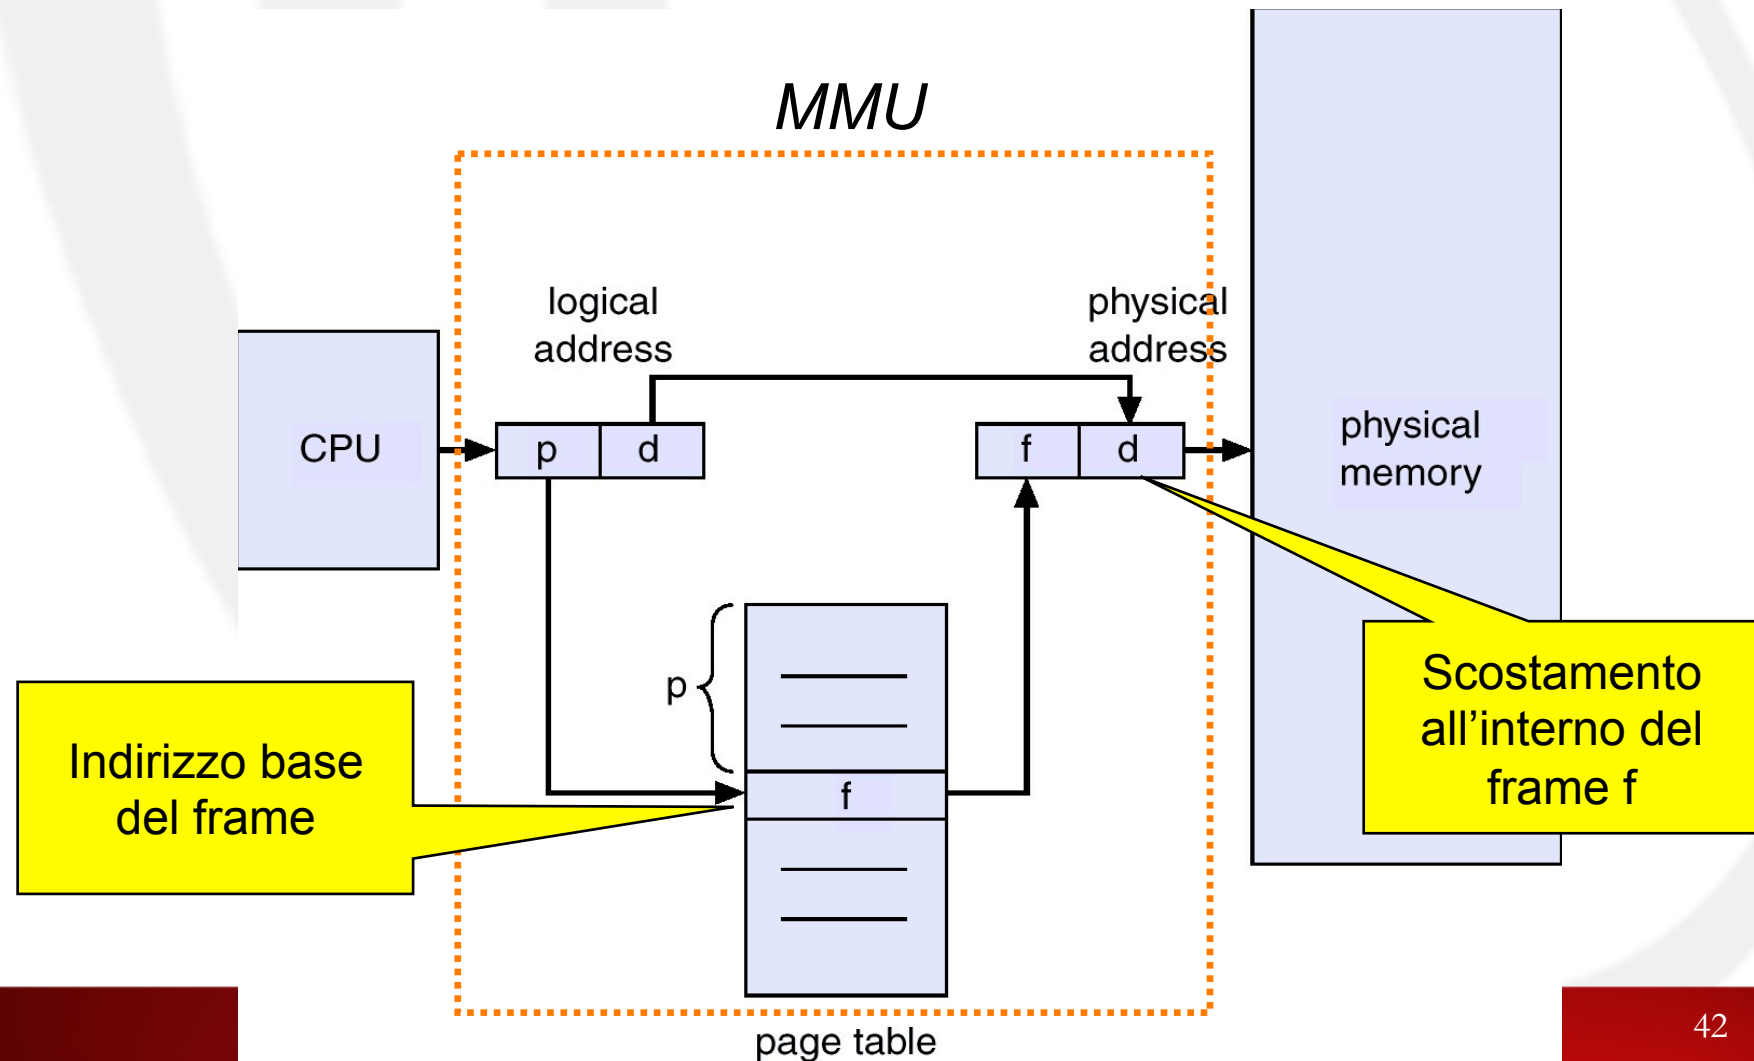 MMU
logical
address
physical
address
CPU
p
d
f
d
physical
memory
p
f
Indirizzo base
del frame
Scostamento
all’interno del
frame f
page table
42